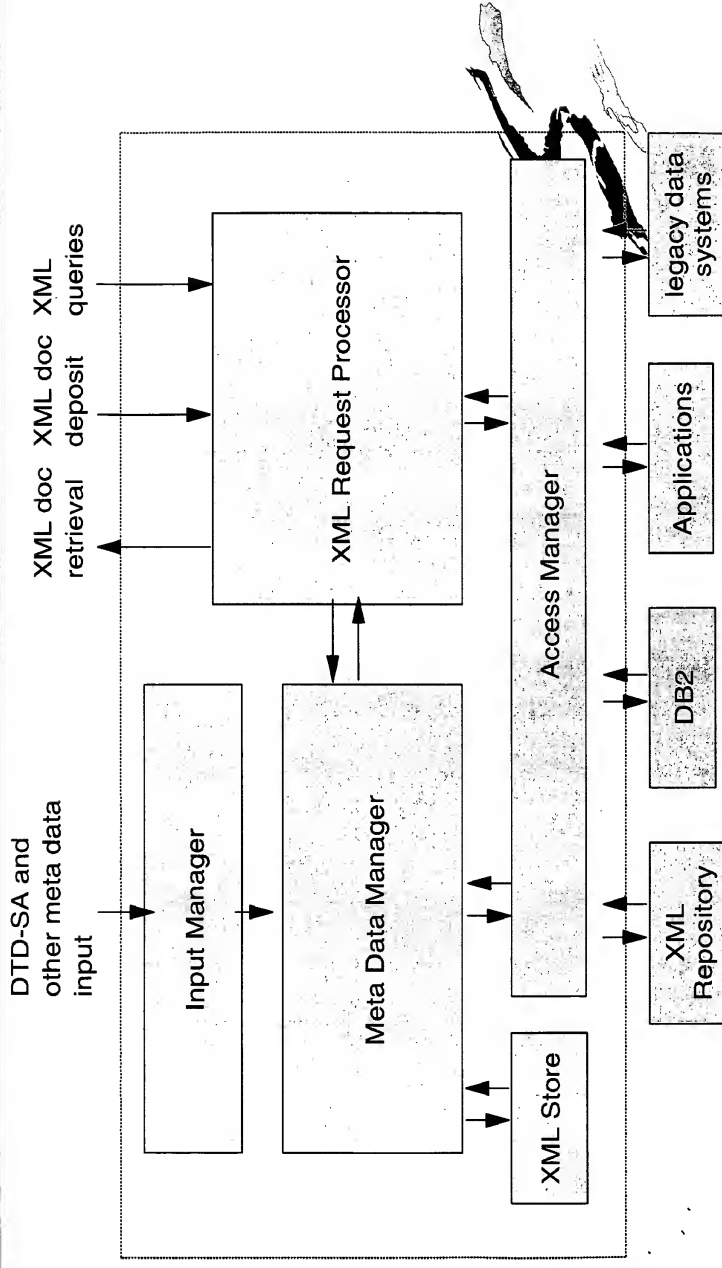 DTD-SA and
other meta data
input
XML doc
retrieval
XML doc
deposit
XML
queries
Input Manager
Meta Data Manager
XML Request Processor
XML Store
Access Manager
XML
Repository
DB2
Applications
legacy data
systems